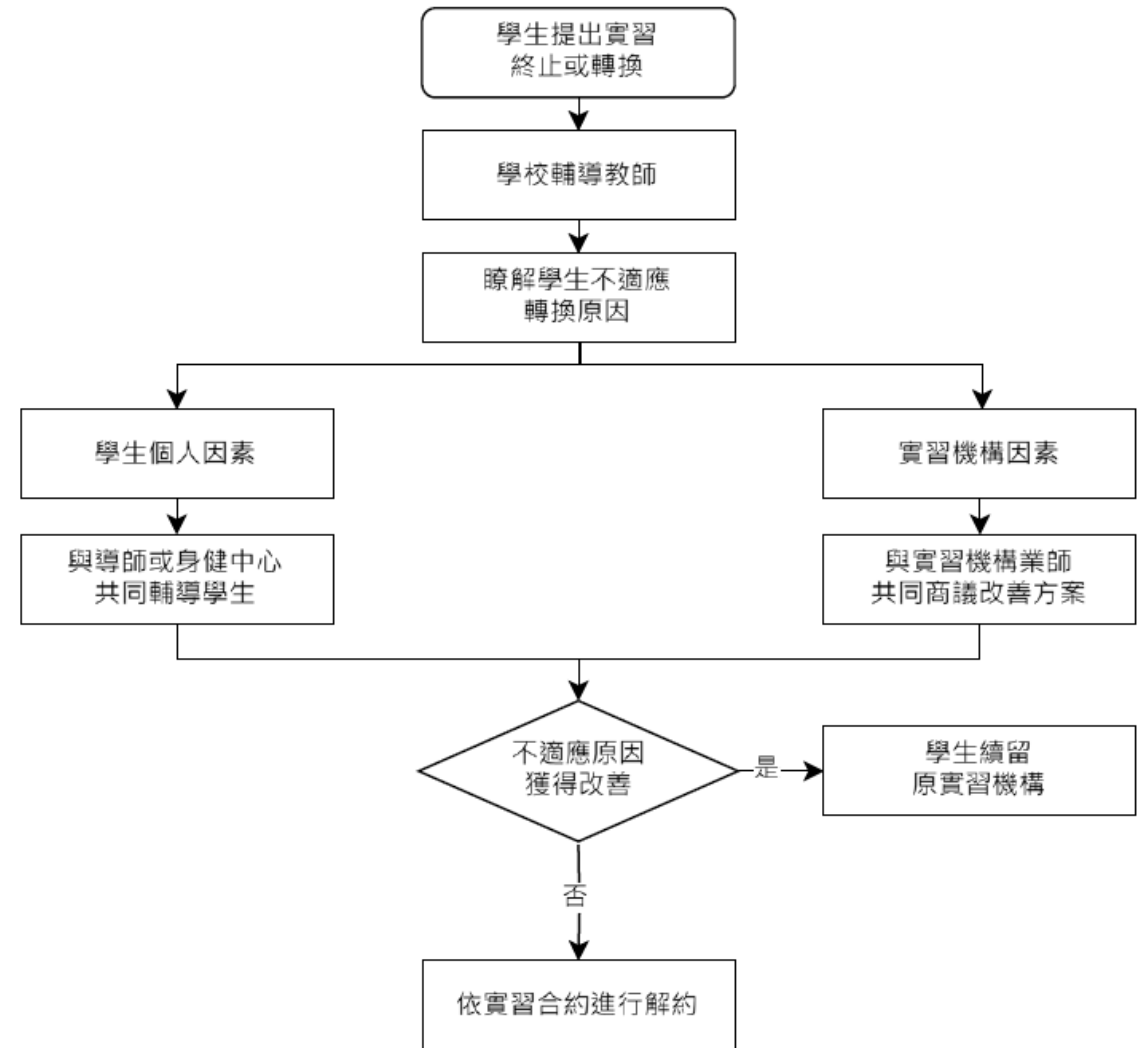 學生提出實習
終止或轉換
學校輔導教師
瞭解學生不適應
轉換原因
學生個人因素
實習機構因素
與導師或身健中心
共同輔導學生
與實習機構業師
共同商議改善方案
不適應原因
獲得改善
是
學生續留
原實習機構
否
依實習合約進行解約